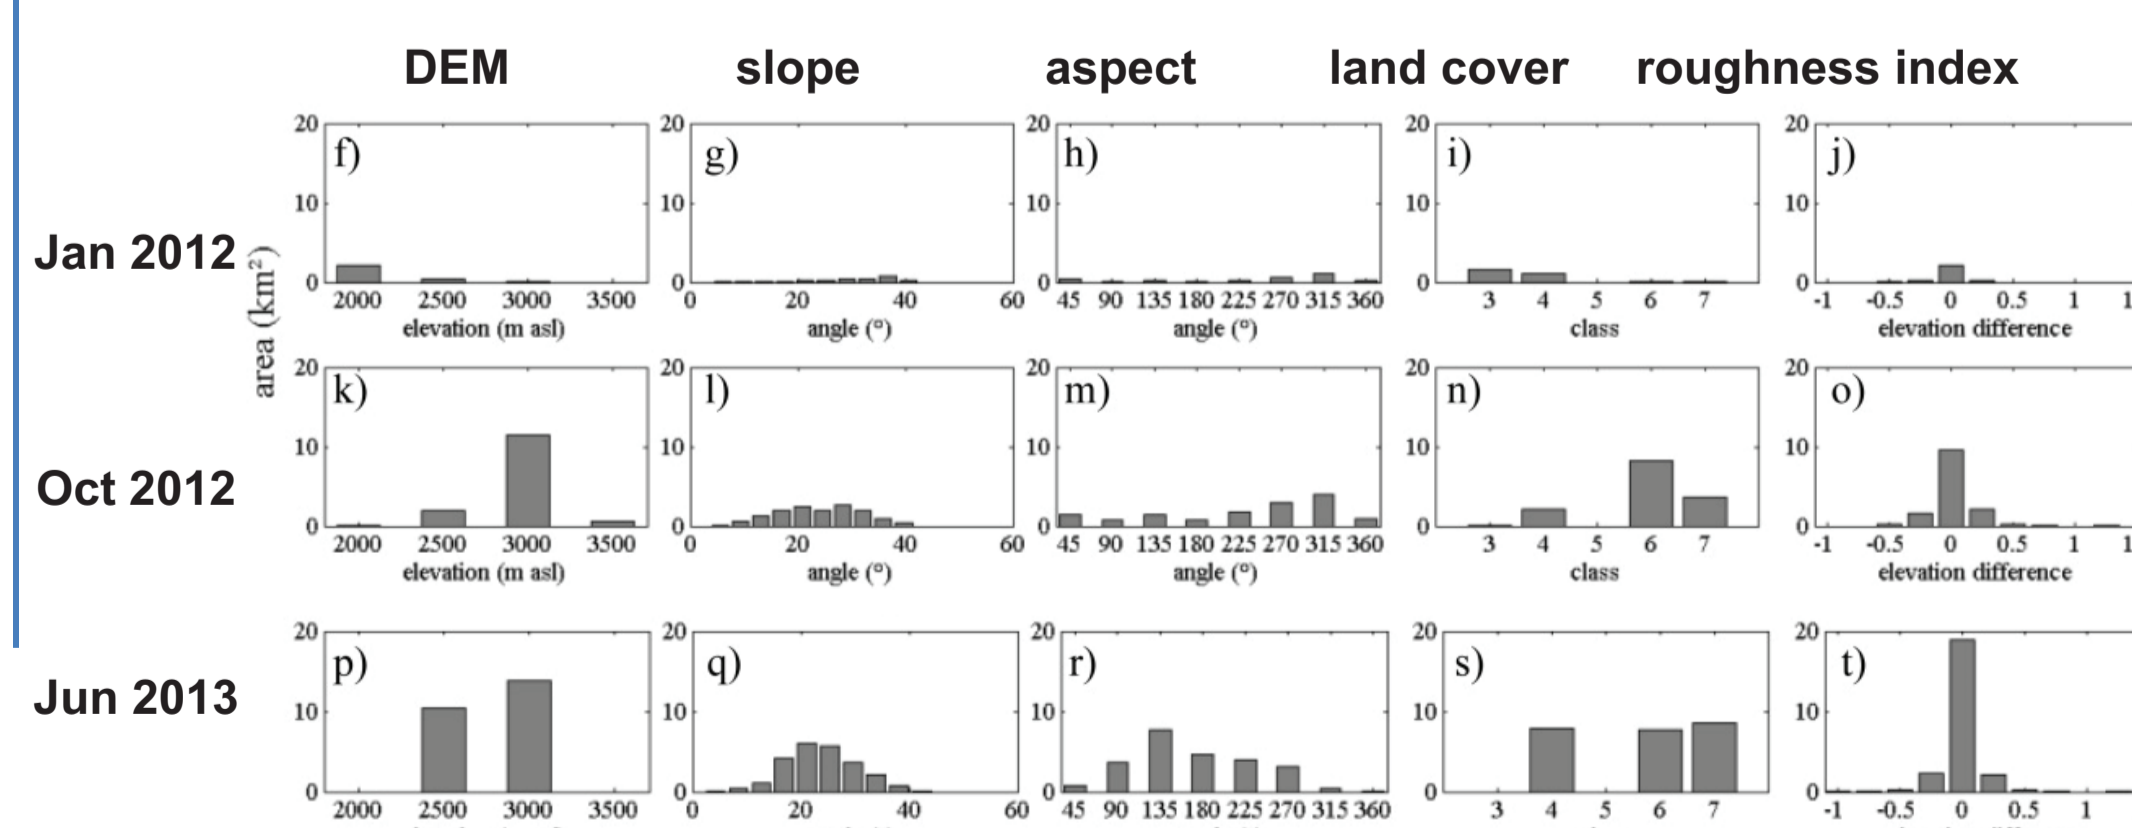 DEM slope aspect land cover roughness index
Jan 2012
area (km²)
20 10 0
f)
2000 2500 3000 3500
elevation (m asl)
20 10 0
g)
0 20 40 60
angle (°)
20 10 0
h)
45 90 135 180 225 270 315 360
angle (°)
20 10 0
i)
3 4 5 6 7
class
20 10 0
j)
-1 -0.5 0 0.5 1 1
elevation difference
Oct 2012
20 10 0
k)
2000 2500 3000 3500
elevation (m asl)
20 10 0
l)
0 20 40 60
angle (°)
20 10 0
m)
45 90 135 180 225 270 315 360
angle (°)
20 10 0
n)
3 4 5 6 7
class
20 10 0
o)
-1 -0.5 0 0.5 1 1
elevation difference
Jun 2013
20 10 0
p)
2000 2500 3000 3500
20 10 0
q)
0 20 40 60
20 10 0
r)
45 90 135 180 225 270 315 360
20 10 0
s)
3 4 5 6 7
20 10 0
t)
-1 -0.5 0 0.5 1